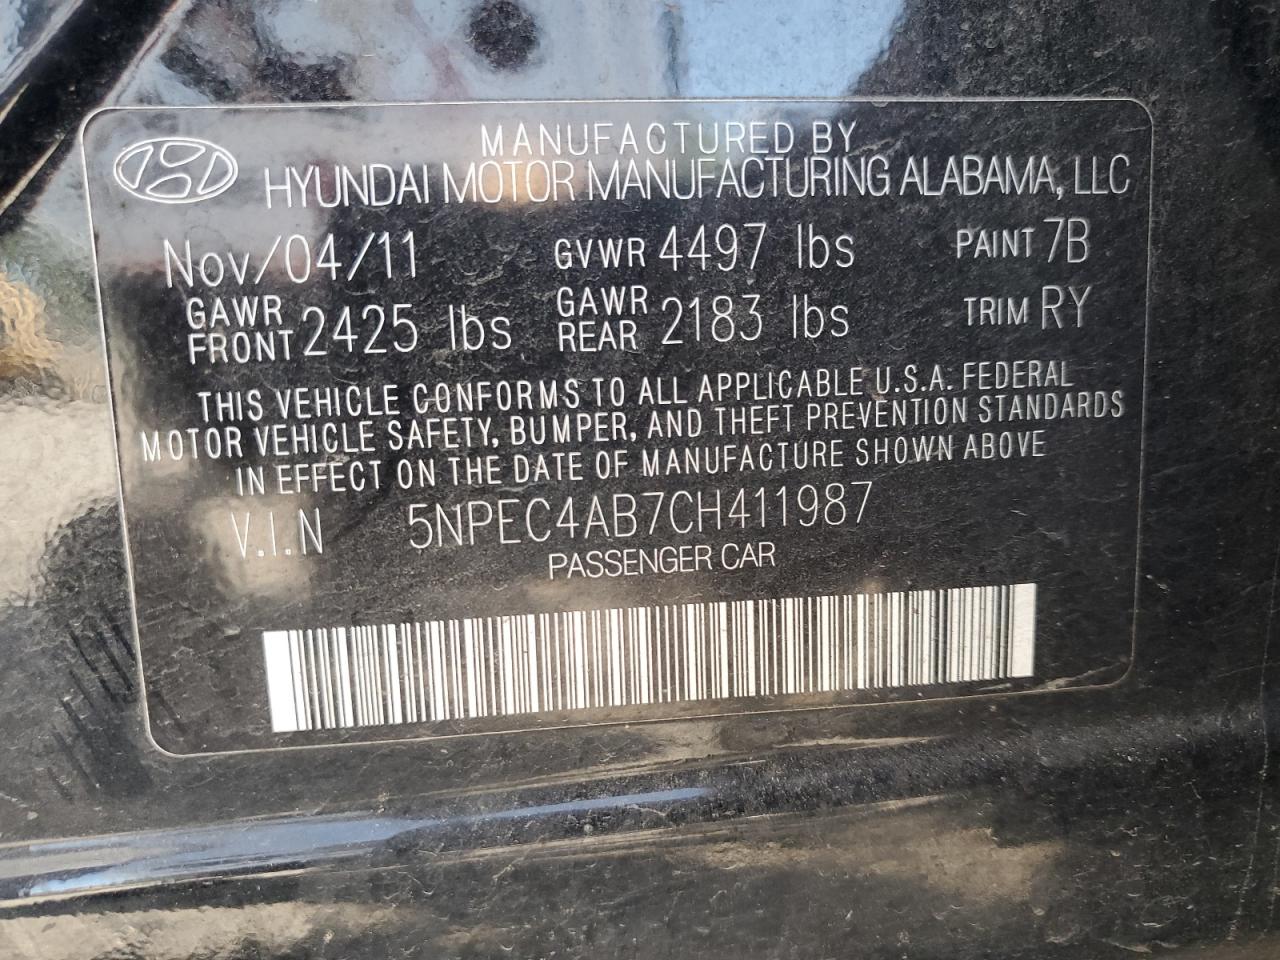 MANUFACTURED BY
HYUNDAI MOTOR MANUFACTURING ALABAMA, LLC
Nov/04/11 GVWR 4497 lbs PAINT 7B
GAWR FRONT 2425 lbs GAWR REAR 2183 lbs TRIM RY
THIS VEHICLE CONFORMS TO ALL APPLICABLE U.S.A. FEDERAL
MOTOR VEHICLE SAFETY, BUMPER, AND THEFT PREVENTION STANDARDS
IN EFFECT ON THE DATE OF MANUFACTURE SHOWN ABOVE
V.I.N 5NPEC4AB7CH411987
PASSENGER CAR